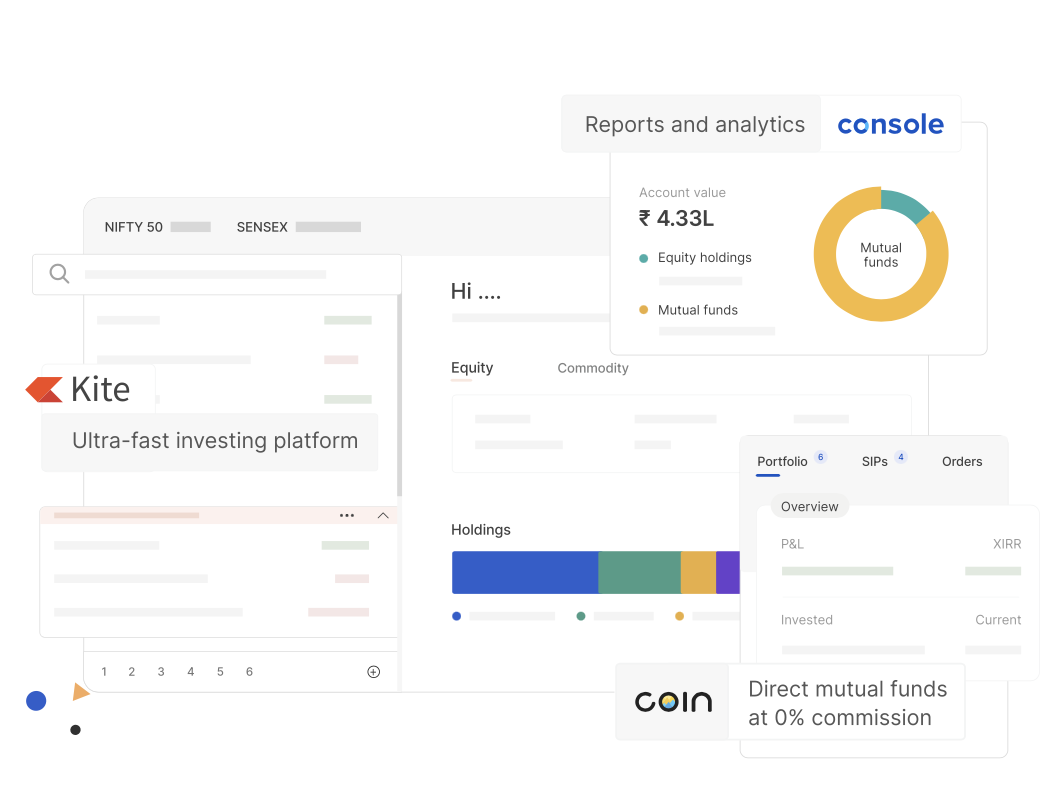 Reports and analytics
console
Account value
₹ 4.33L
Equity holdings
Mutual funds
Mutual
funds
NIFTY 50
SENSEX
Hi ....
Equity
Commodity
Kite
Ultra-fast investing platform
Holdings
1 2 3 4 5 6
Portfolio 6
SIPs 4
Orders
Overview
P&L
XIRR
Invested
Current
coin
Direct mutual funds
at 0% commission